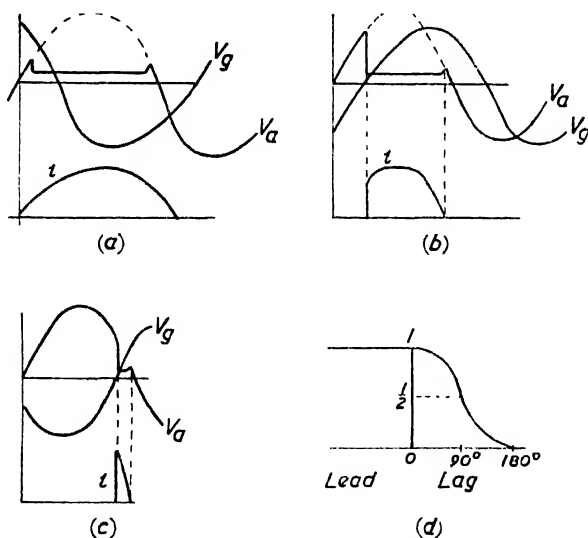 Vg
Va
i
(a)
Va
Vg
i
(b)
Vg
Va
i
(c)
1
1/2
0 90° 180°
Lead Lag
(d)